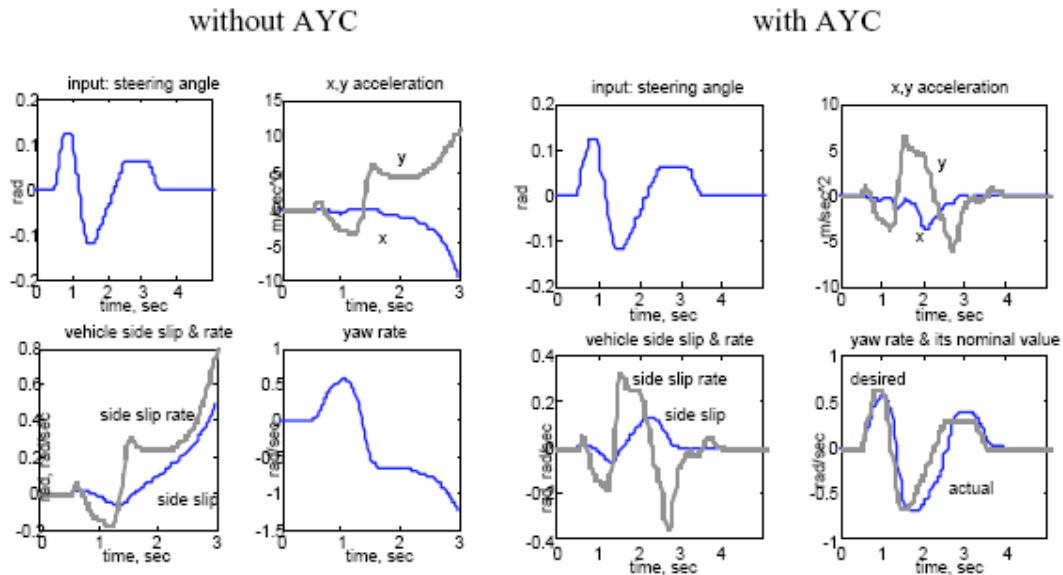 without AYC
with AYC
input: steering angle
0.2
0.1
0
-0.1
-0.2
rad
0 1 2 3 4
time, sec
x,y acceleration
15
10
5
0
-5
-10
m/sec^2
y
x
0 1 2 3
time, sec
input: steering angle
0.2
0.1
0
-0.1
-0.2
rad
0 1 2 3 4
time, sec
x,y acceleration
10
5
0
-5
-10
m/sec^2
y
x
0 1 2 3 4
time, sec
vehicle side slip & rate
0.8
0.6
0.4
0.2
0
-0.2
rad, rad/sec
side slip rate
side slip
0 1 2 3
time, sec
yaw rate
1
0.5
0
-0.5
-1
-1.5
rad/sec
0 1 2 3
time, sec
vehicle side slip & rate
0.4
0.2
0
-0.2
-0.4
rad, rad/sec
side slip rate
side slip
0 1 2 3 4
time, sec
yaw rate & its nominal value
1
0.5
0
-0.5
-1
rad/sec
desired
actual
0 1 2 3 4
time, sec